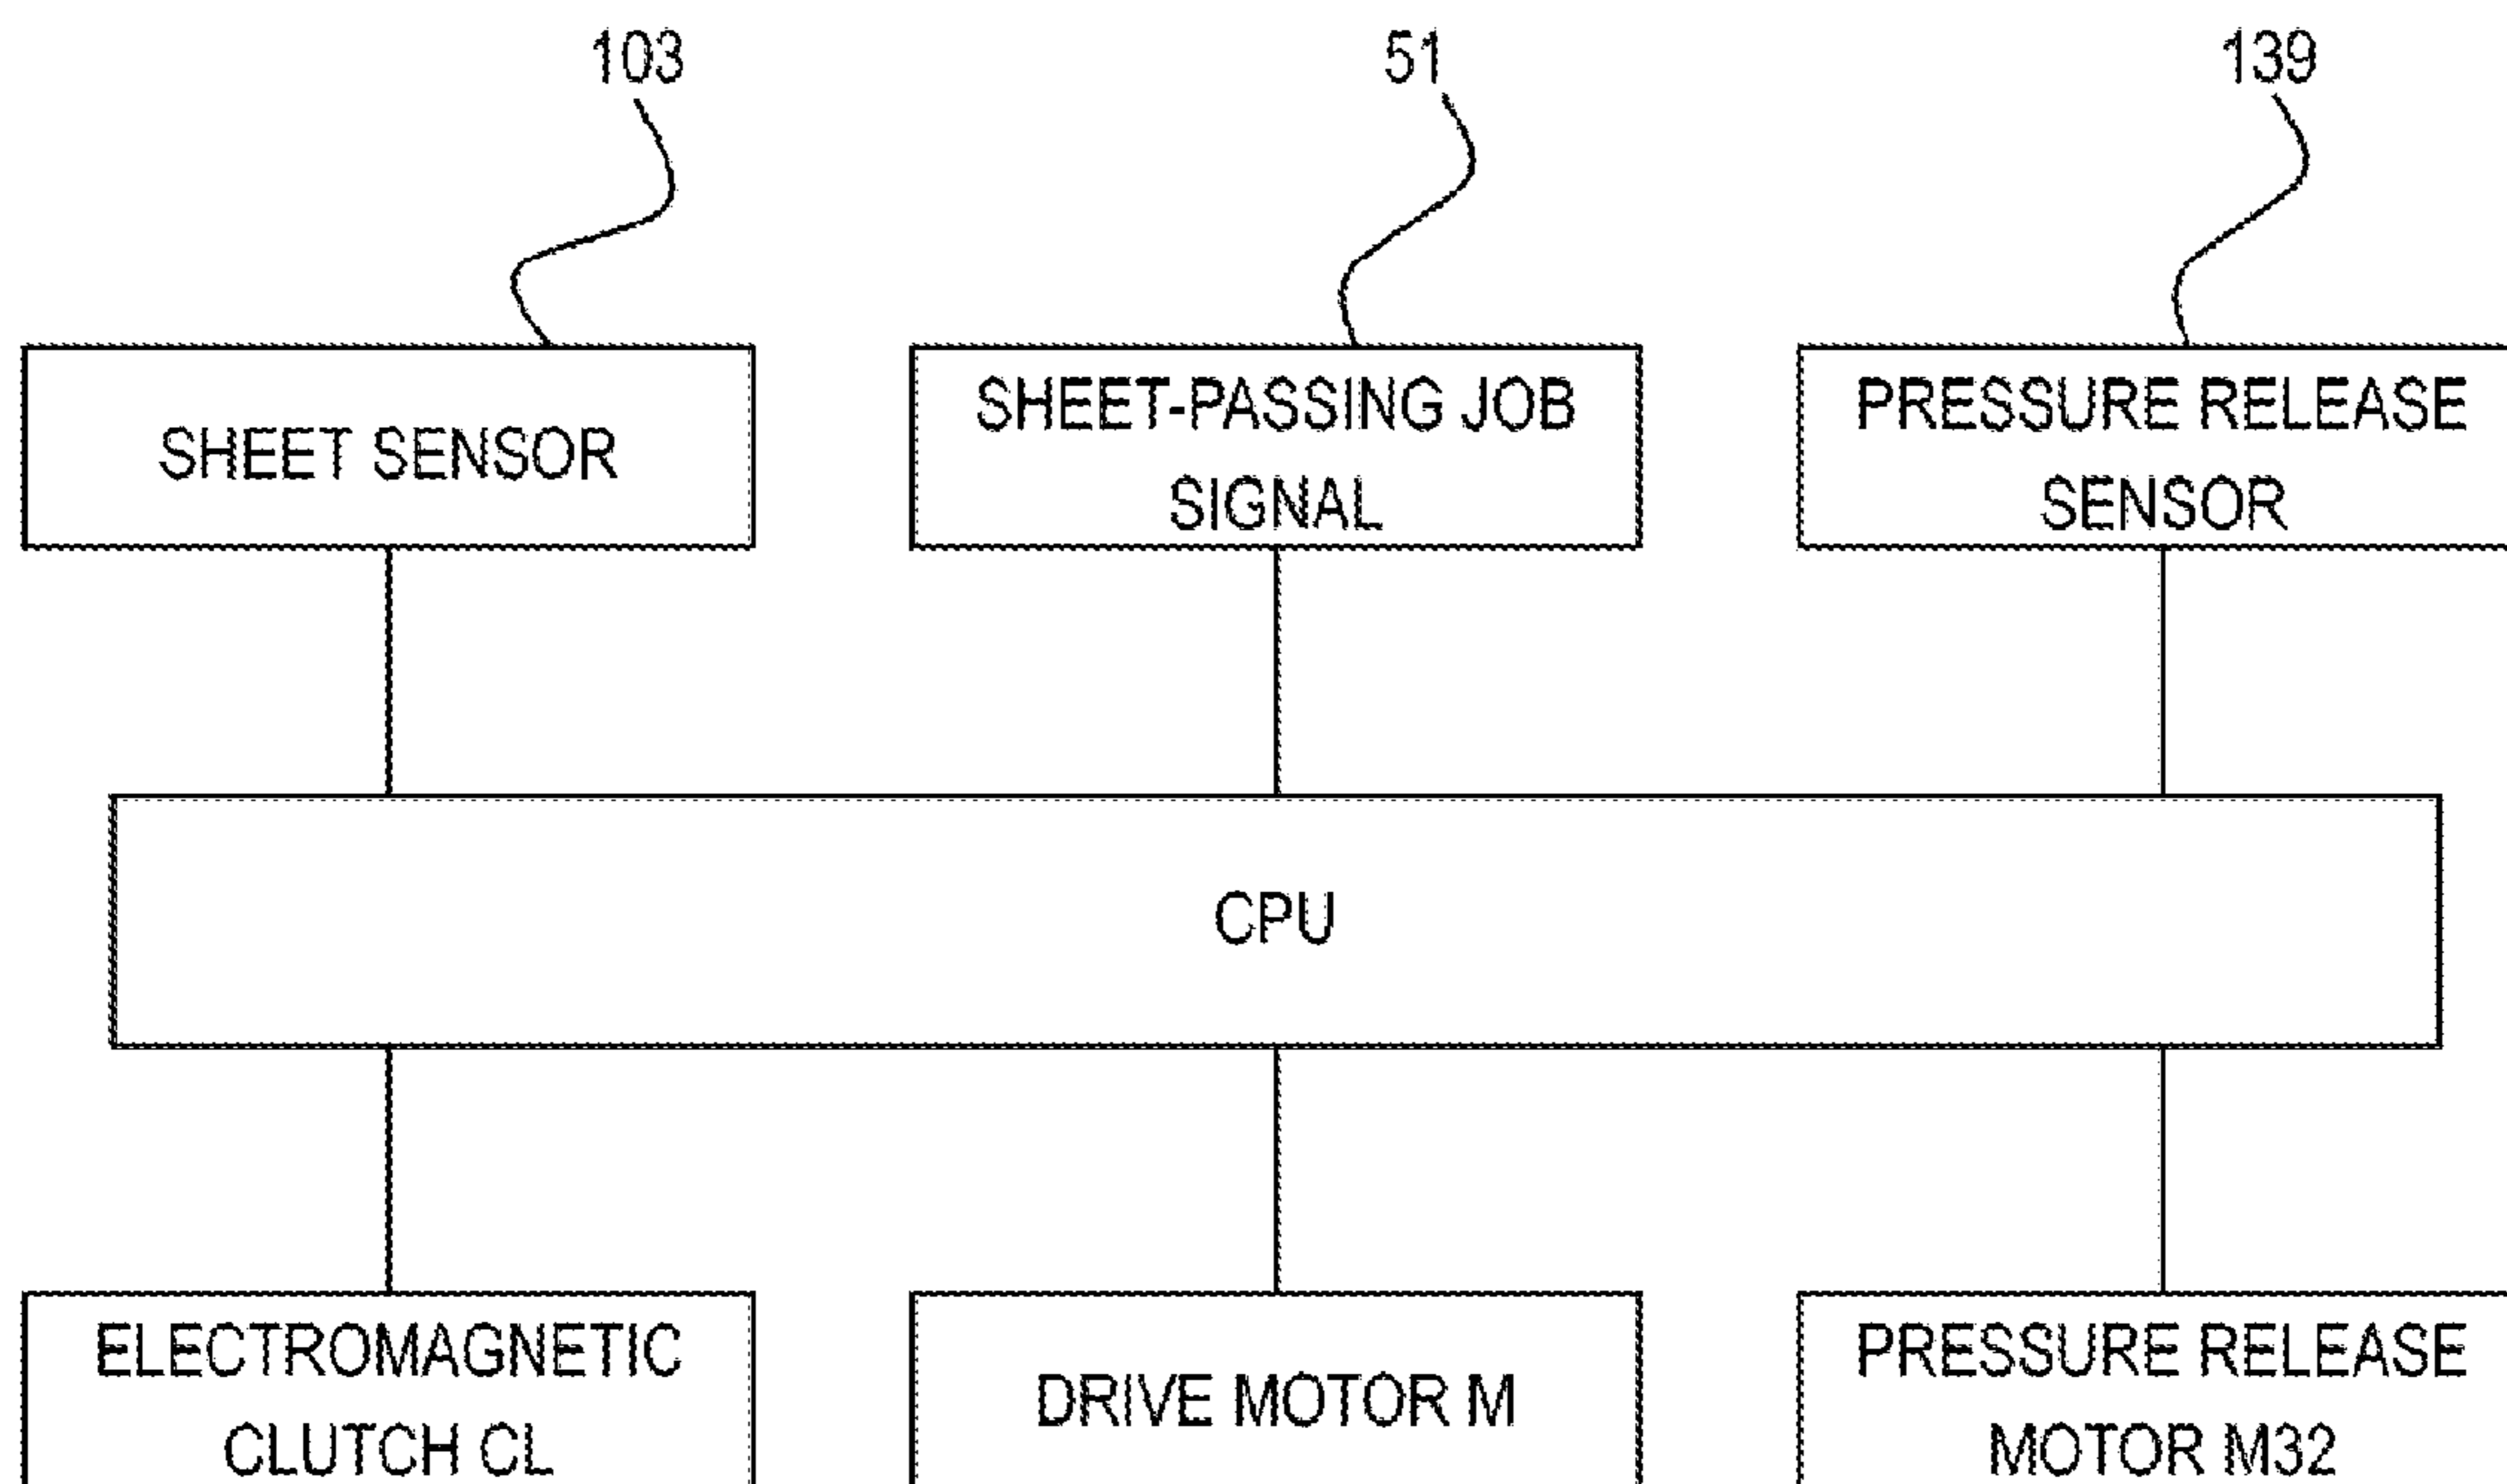 103
51
139
SHEET SENSOR
SHEET-PASSING JOB
SIGNAL
PRESSURE RELEASE
SENSOR
CPU
ELECTROMAGNETIC
CLUTCH CL
DRIVE MOTOR M
PRESSURE RELEASE
MOTOR M32